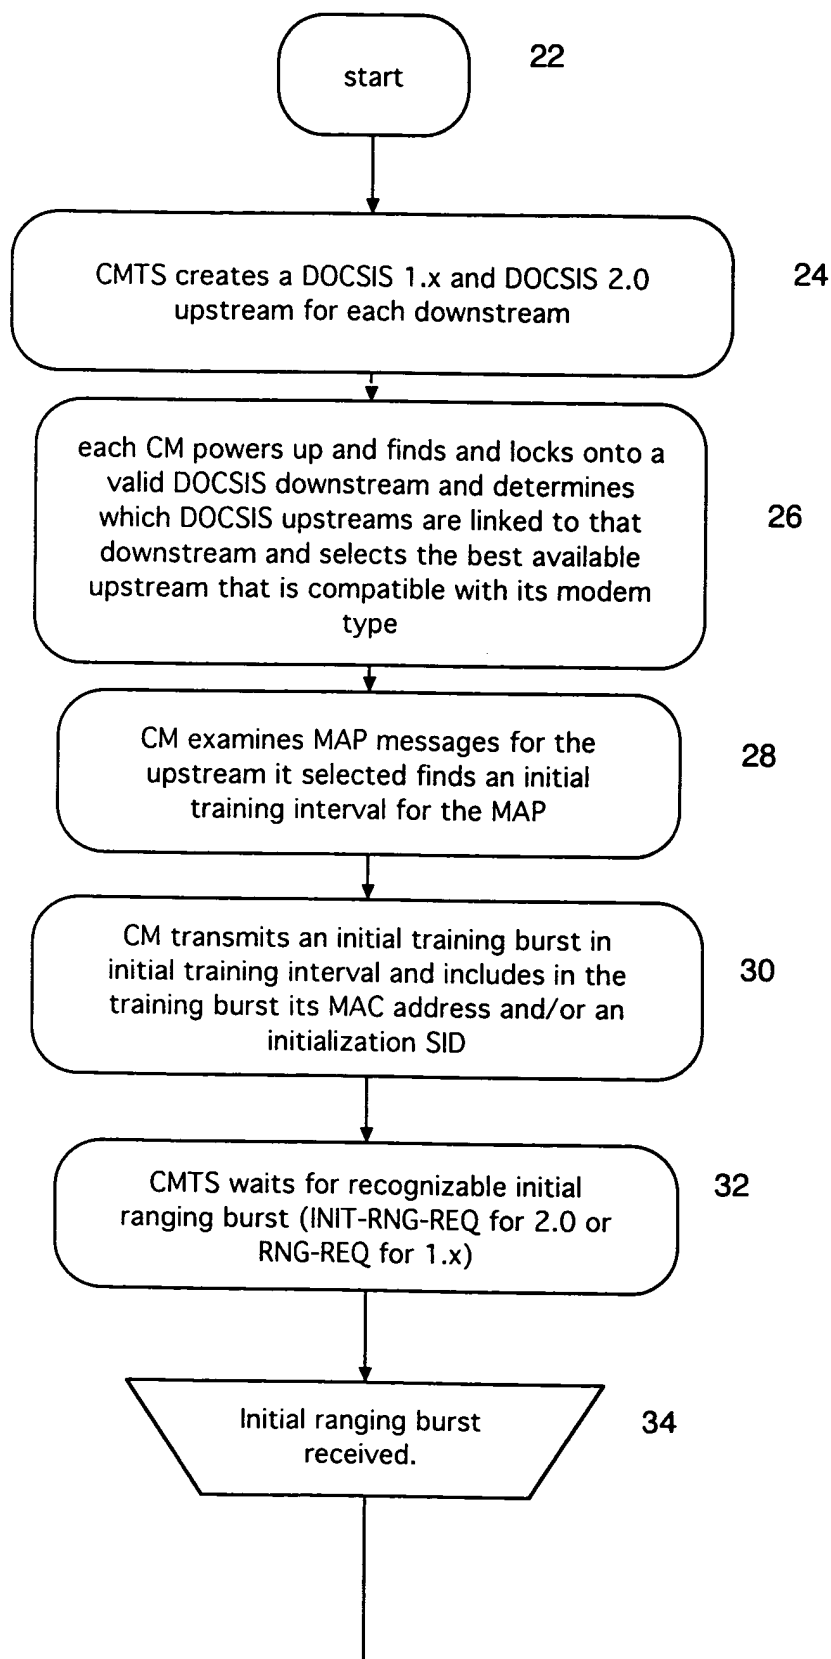 start
22
CMTS creates a DOCSIS 1.x and DOCSIS 2.0
upstream for each downstream
24
each CM powers up and finds and locks onto a
valid DOCSIS downstream and determines
which DOCSIS upstreams are linked to that
downstream and selects the best available
upstream that is compatible with its modem
type
26
CM examines MAP messages for the
upstream it selected finds an initial
training interval for the MAP
28
CM transmits an initial training burst in
initial training interval and includes in the
training burst its MAC address and/or an
initialization SID
30
CMTS waits for recognizable initial
ranging burst (INIT-RNG-REQ for 2.0 or
RNG-REQ for 1.x)
32
Initial ranging burst
received.
34